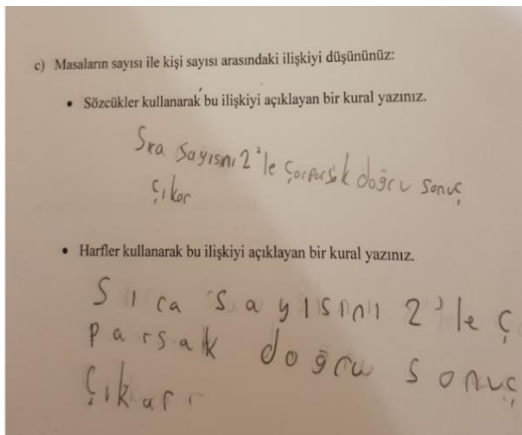 c) Masaların sayısı ile kişi sayısı arasındaki ilişkiyi düşününüz:
• Sözcükler kullanarak bu ilişkiyi açıklayan bir kural yazınız.
Sıra sayısnı 2'le çarparsak doğru sonuç
çıkar
• Harfler kullanarak bu ilişkiyi açıklayan bir kural yazınız.
Sıra sayısını 2'le ç
parsak doğru sonuç
çıkarr